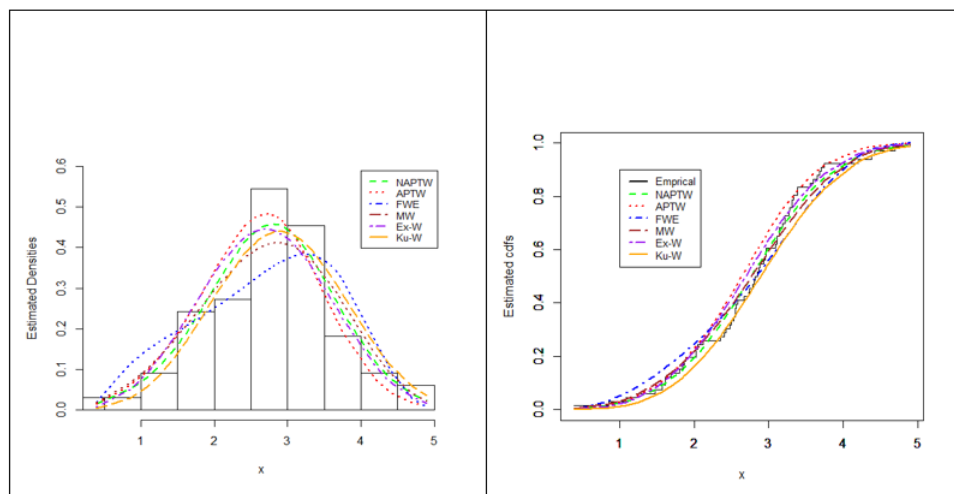 Estimated Densities
0.0 0.1 0.2 0.3 0.4 0.5 0.6
NAPTW
APTW
FWE
MW
Ex-W
Ku-W
1 2 3 4 5
x
Estimated cdfs
0.0 0.2 0.4 0.6 0.8 1.0
Emprical
NAPTW
APTW
FWE
MW
Ex-W
Ku-W
1 2 3 4 5
x